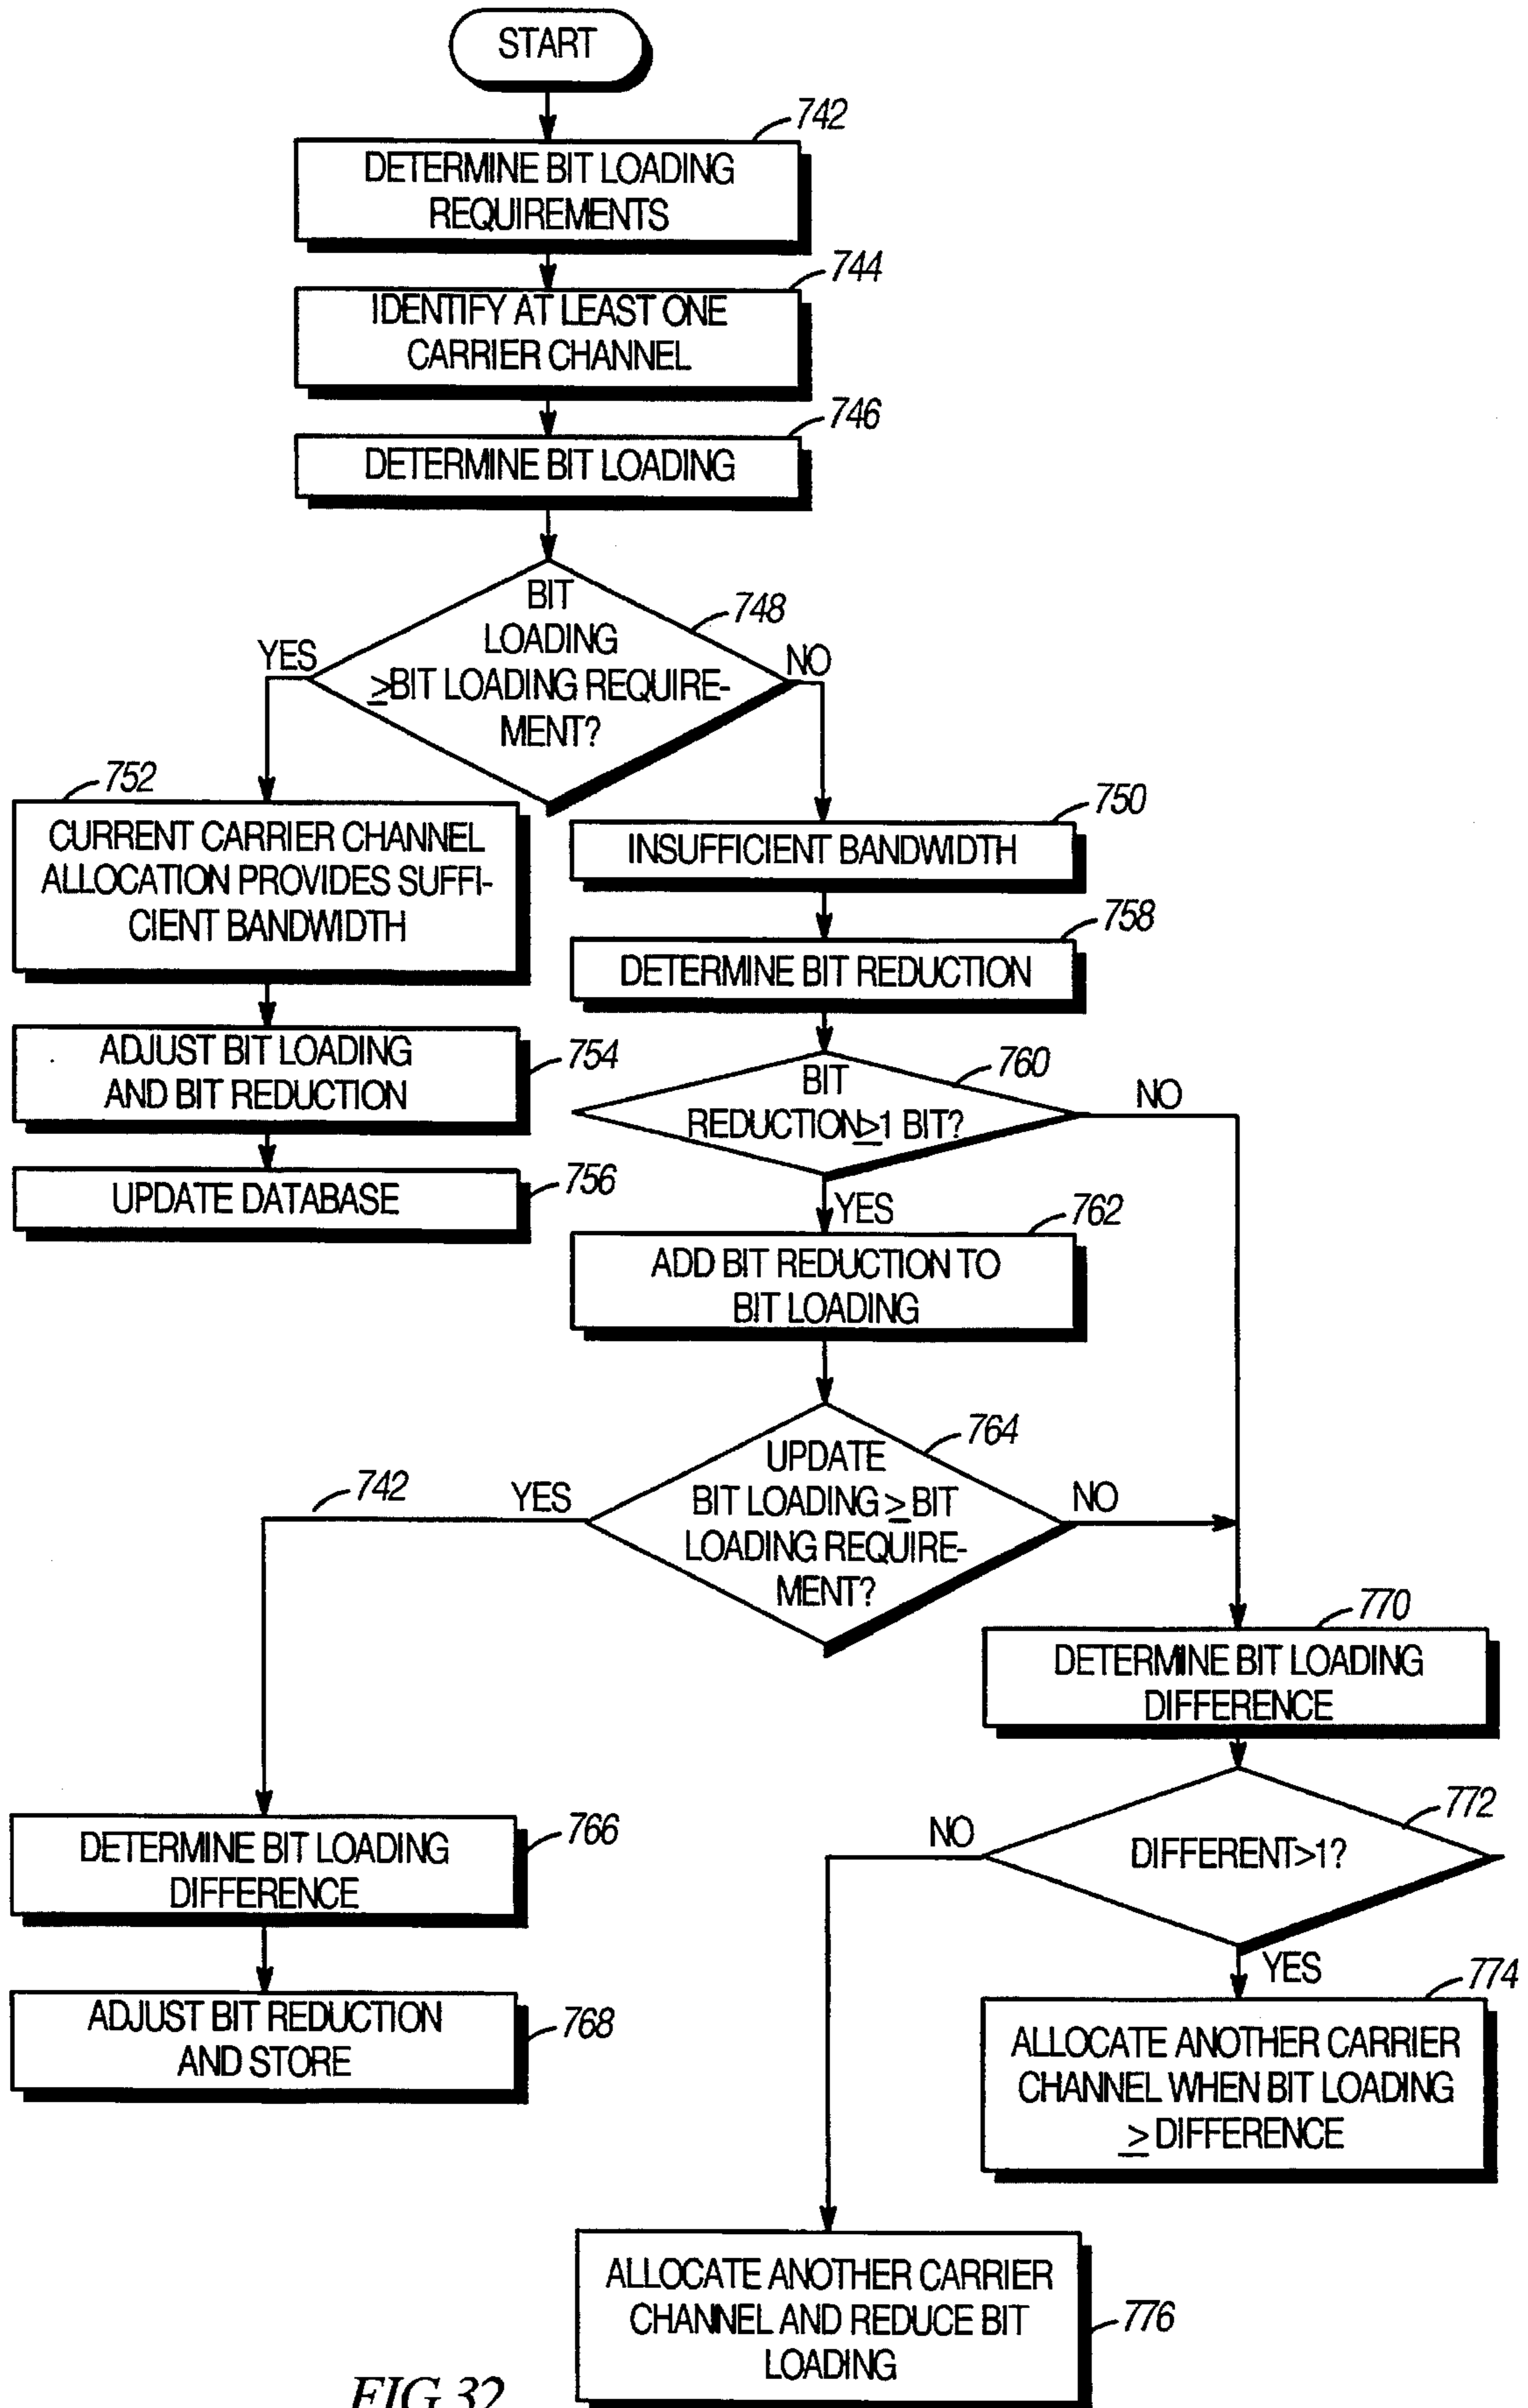 START
742
DETERMINE BIT LOADING
REQUIREMENTS
744
IDENTIFY AT LEAST ONE
CARRIER CHANNEL
746
DETERMINE BIT LOADING
748
BIT
LOADING
≥BIT LOADING REQUIRE-
MENT?
YES
NO
752
CURRENT CARRIER CHANNEL
ALLOCATION PROVIDES SUFFI-
CIENT BANDWIDTH
750
INSUFFICIENT BANDWIDTH
758
DETERMINE BIT REDUCTION
754
ADJUST BIT LOADING
AND BIT REDUCTION
760
BIT
REDUCTION≥1 BIT?
NO
YES
756
UPDATE DATABASE
762
ADD BIT REDUCTION TO
BIT LOADING
764
UPDATE
BIT LOADING ≥ BIT
LOADING REQUIRE-
MENT?
742
YES
NO
770
DETERMINE BIT LOADING
DIFFERENCE
766
DETERMINE BIT LOADING
DIFFERENCE
772
DIFFERENT>1?
NO
YES
768
ADJUST BIT REDUCTION
AND STORE
774
ALLOCATE ANOTHER CARRIER
CHANNEL WHEN BIT LOADING
≥ DIFFERENCE
776
ALLOCATE ANOTHER CARRIER
CHANNEL AND REDUCE BIT
LOADING
FIG 32